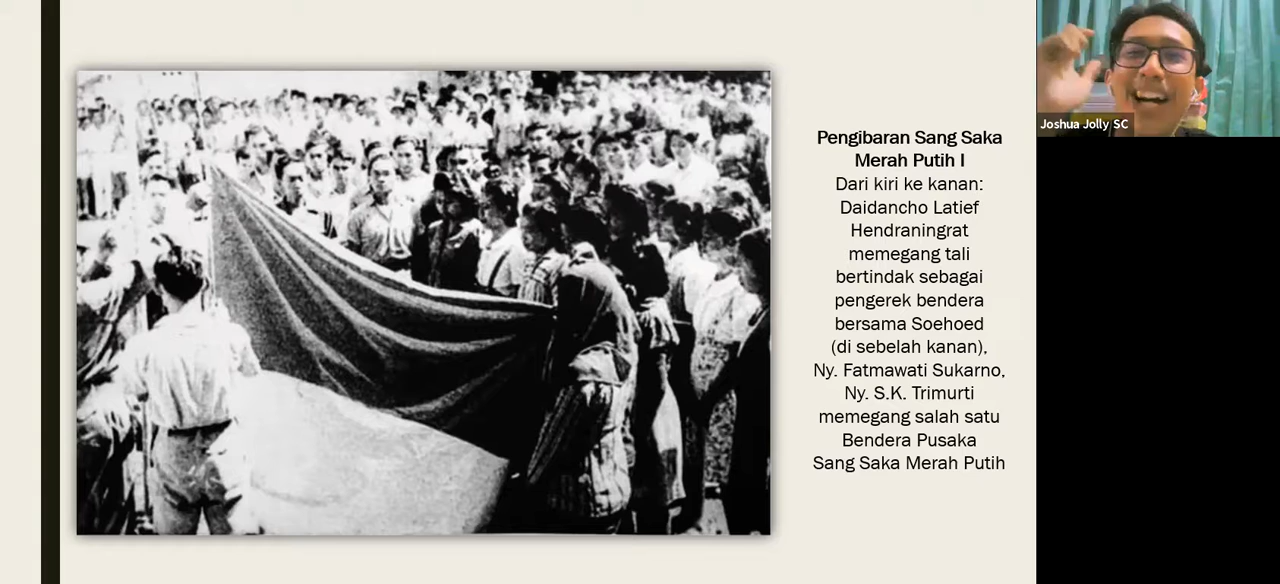 Pengibaran Sang Saka
Merah Putih I
Dari kiri ke kanan:
Daidancho Latief
Hendraningrat
memegang tali
bertindak sebagai
pengerek bendera
bersama Soehoed
(di sebelah kanan),
Ny. Fatmawati Sukarno,
Ny. S.K. Trimurti
memegang salah satu
Bendera Pusaka
Sang Saka Merah Putih
Joshua Jolly SC